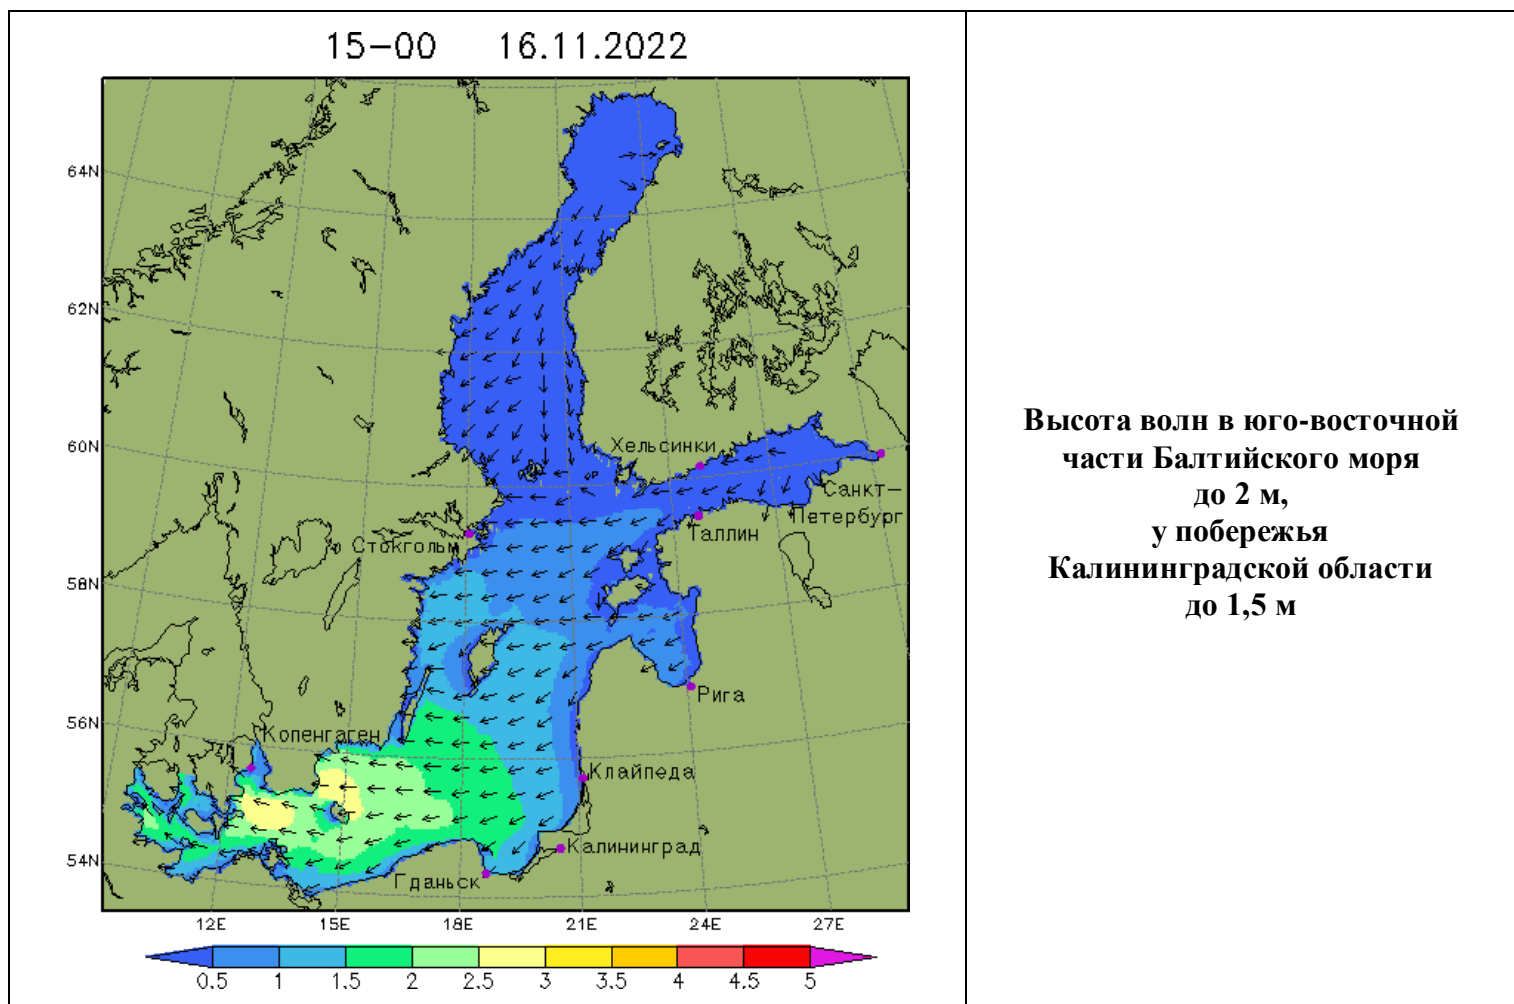 15-00 16.11.2022
64N
62N
60N
58N
56N
54N
Хельсинки
Санкт-
Петербург
Таллин
Стокгольм
Рига
Копенгаген
Клайпеда
Калининград
Гданьск
12E 15E 18E 21E 24E 27E
0.5 1 1.5 2 2.5 3 3.5 4 4.5 5
Высота волн в юго-восточной
части Балтийского моря
до 2 м,
у побережья
Калининградской области
до 1,5 м